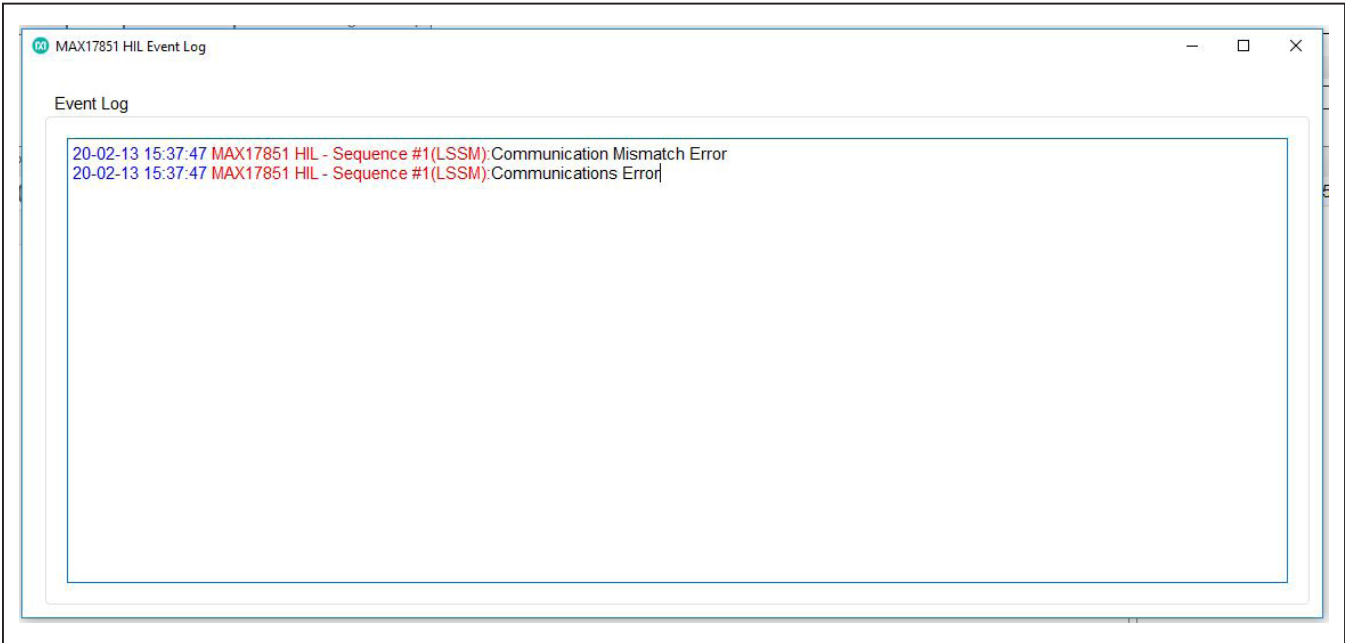 MAX17851 HIL Event Log
Event Log
20-02-13 15:37:47 MAX17851 HIL - Sequence #1(LSSM):Communication Mismatch Error
20-02-13 15:37:47 MAX17851 HIL - Sequence #1(LSSM):Communications Error